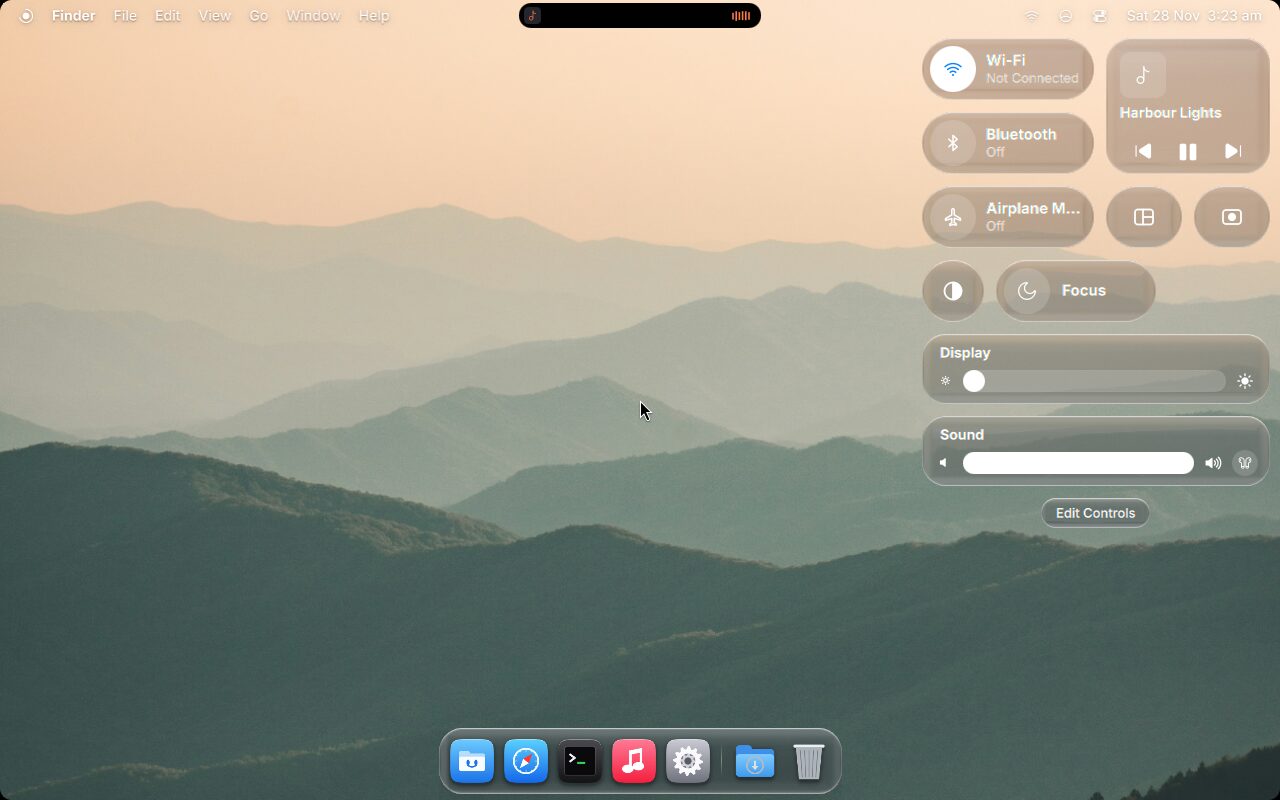 Finder File Edit View Go Window Help
Sat 28 Nov 3:23 am
Wi-Fi
Not Connected
Harbour Lights
Bluetooth
Off
Airplane M...
Off
Focus
Display
Sound
Edit Controls